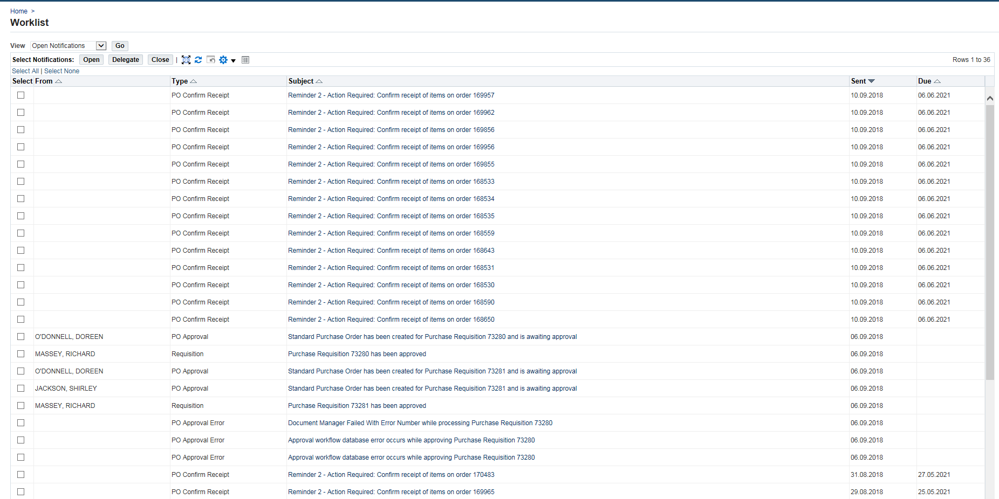 Home >
Worklist
View Open Notifications Go
Select Notifications: Open Delegate Close | Rows 1 to 36
Select All | Select None
Select From Type Subject Sent Due
PO Confirm Receipt Reminder 2 - Action Required: Confirm receipt of items on order 169957 10.09.2018 06.06.2021
PO Confirm Receipt Reminder 2 - Action Required: Confirm receipt of items on order 169962 10.09.2018 06.06.2021
PO Confirm Receipt Reminder 2 - Action Required: Confirm receipt of items on order 169856 10.09.2018 06.06.2021
PO Confirm Receipt Reminder 2 - Action Required: Confirm receipt of items on order 169956 10.09.2018 06.06.2021
PO Confirm Receipt Reminder 2 - Action Required: Confirm receipt of items on order 169855 10.09.2018 06.06.2021
PO Confirm Receipt Reminder 2 - Action Required: Confirm receipt of items on order 168533 10.09.2018 06.06.2021
PO Confirm Receipt Reminder 2 - Action Required: Confirm receipt of items on order 168534 10.09.2018 06.06.2021
PO Confirm Receipt Reminder 2 - Action Required: Confirm receipt of items on order 168535 10.09.2018 06.06.2021
PO Confirm Receipt Reminder 2 - Action Required: Confirm receipt of items on order 168559 10.09.2018 06.06.2021
PO Confirm Receipt Reminder 2 - Action Required: Confirm receipt of items on order 168643 10.09.2018 06.06.2021
PO Confirm Receipt Reminder 2 - Action Required: Confirm receipt of items on order 168531 10.09.2018 06.06.2021
PO Confirm Receipt Reminder 2 - Action Required: Confirm receipt of items on order 168530 10.09.2018 06.06.2021
PO Confirm Receipt Reminder 2 - Action Required: Confirm receipt of items on order 168590 10.09.2018 06.06.2021
PO Confirm Receipt Reminder 2 - Action Required: Confirm receipt of items on order 168650 10.09.2018 06.06.2021
O'DONNELL, DOREEN PO Approval Standard Purchase Order has been created for Purchase Requisition 73280 and is awaiting approval 06.09.2018
MASSEY, RICHARD Requisition Purchase Requisition 73280 has been approved 06.09.2018
O'DONNELL, DOREEN PO Approval Standard Purchase Order has been created for Purchase Requisition 73281 and is awaiting approval 06.09.2018
JACKSON, SHIRLEY PO Approval Standard Purchase Order has been created for Purchase Requisition 73281 and is awaiting approval 06.09.2018
MASSEY, RICHARD Requisition Purchase Requisition 73281 has been approved 06.09.2018
PO Approval Error Document Manager Failed With Error Number while processing Purchase Requisition 73280 06.09.2018
PO Approval Error Approval workflow database error occurs while approving Purchase Requisition 73280 06.09.2018
PO Approval Error Approval workflow database error occurs while approving Purchase Requisition 73280 06.09.2018
PO Confirm Receipt Reminder 2 - Action Required: Confirm receipt of items on order 170483 31.08.2018 27.05.2021
PO Confirm Receipt Reminder 2 - Action Required: Confirm receipt of items on order 169965 29.08.2018 25.05.2021